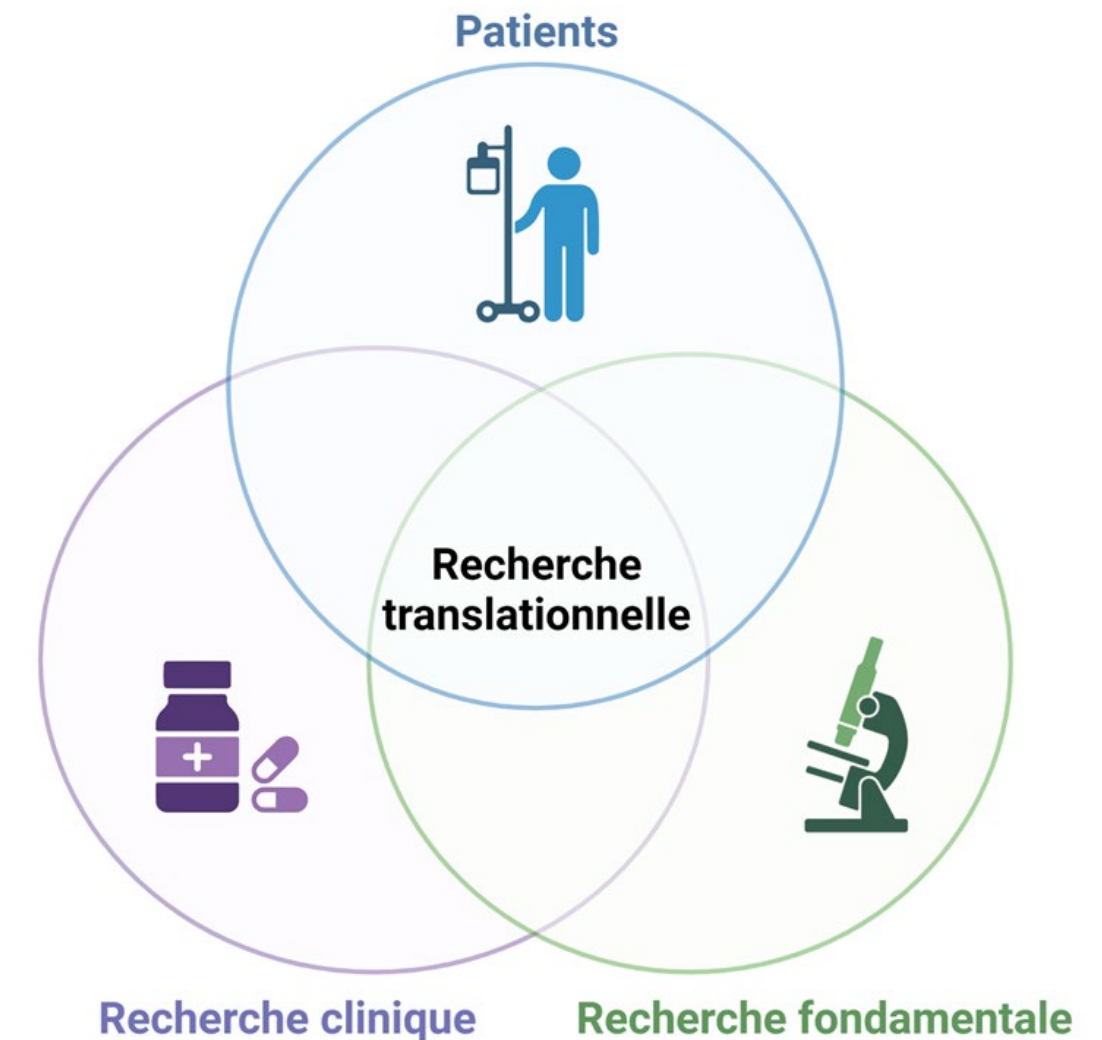 Patients
Recherche
translationnelle
Recherche clinique
Recherche fondamentale